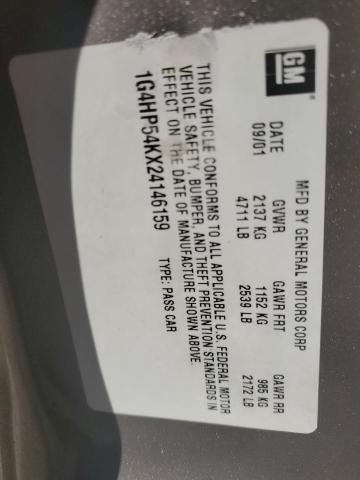 GM
MFD BY GENERAL MOTORS CORP
DATE GVWR GAWR FRT GAWR RR
09/01 2137 KG 1152 KG 985 KG
4711 LB 2539 LB 2172 LB
THIS VEHICLE CONFORMS TO ALL APPLICABLE U.S. FEDERAL MOTOR
VEHICLE SAFETY, BUMPER, AND THEFT PREVENTION STANDARDS IN
EFFECT ON THE DATE OF MANUFACTURE SHOWN ABOVE.
1G4HP54KX24146159 TYPE: PASS CAR